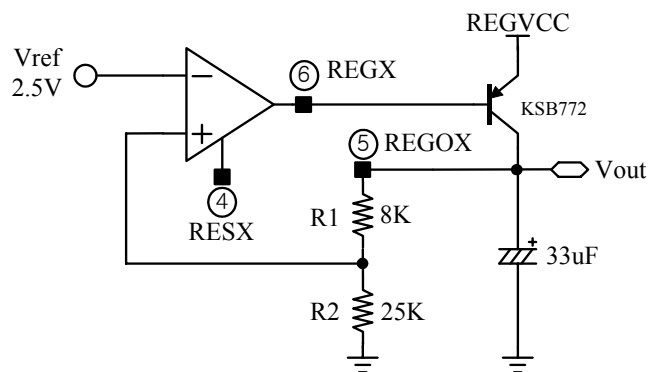 REGVCC
Vref
2.5V
−
+
6 REGX
KSB772
5 REGOX
Vout
4
RESX
R1 8K
+
33uF
R2 25K